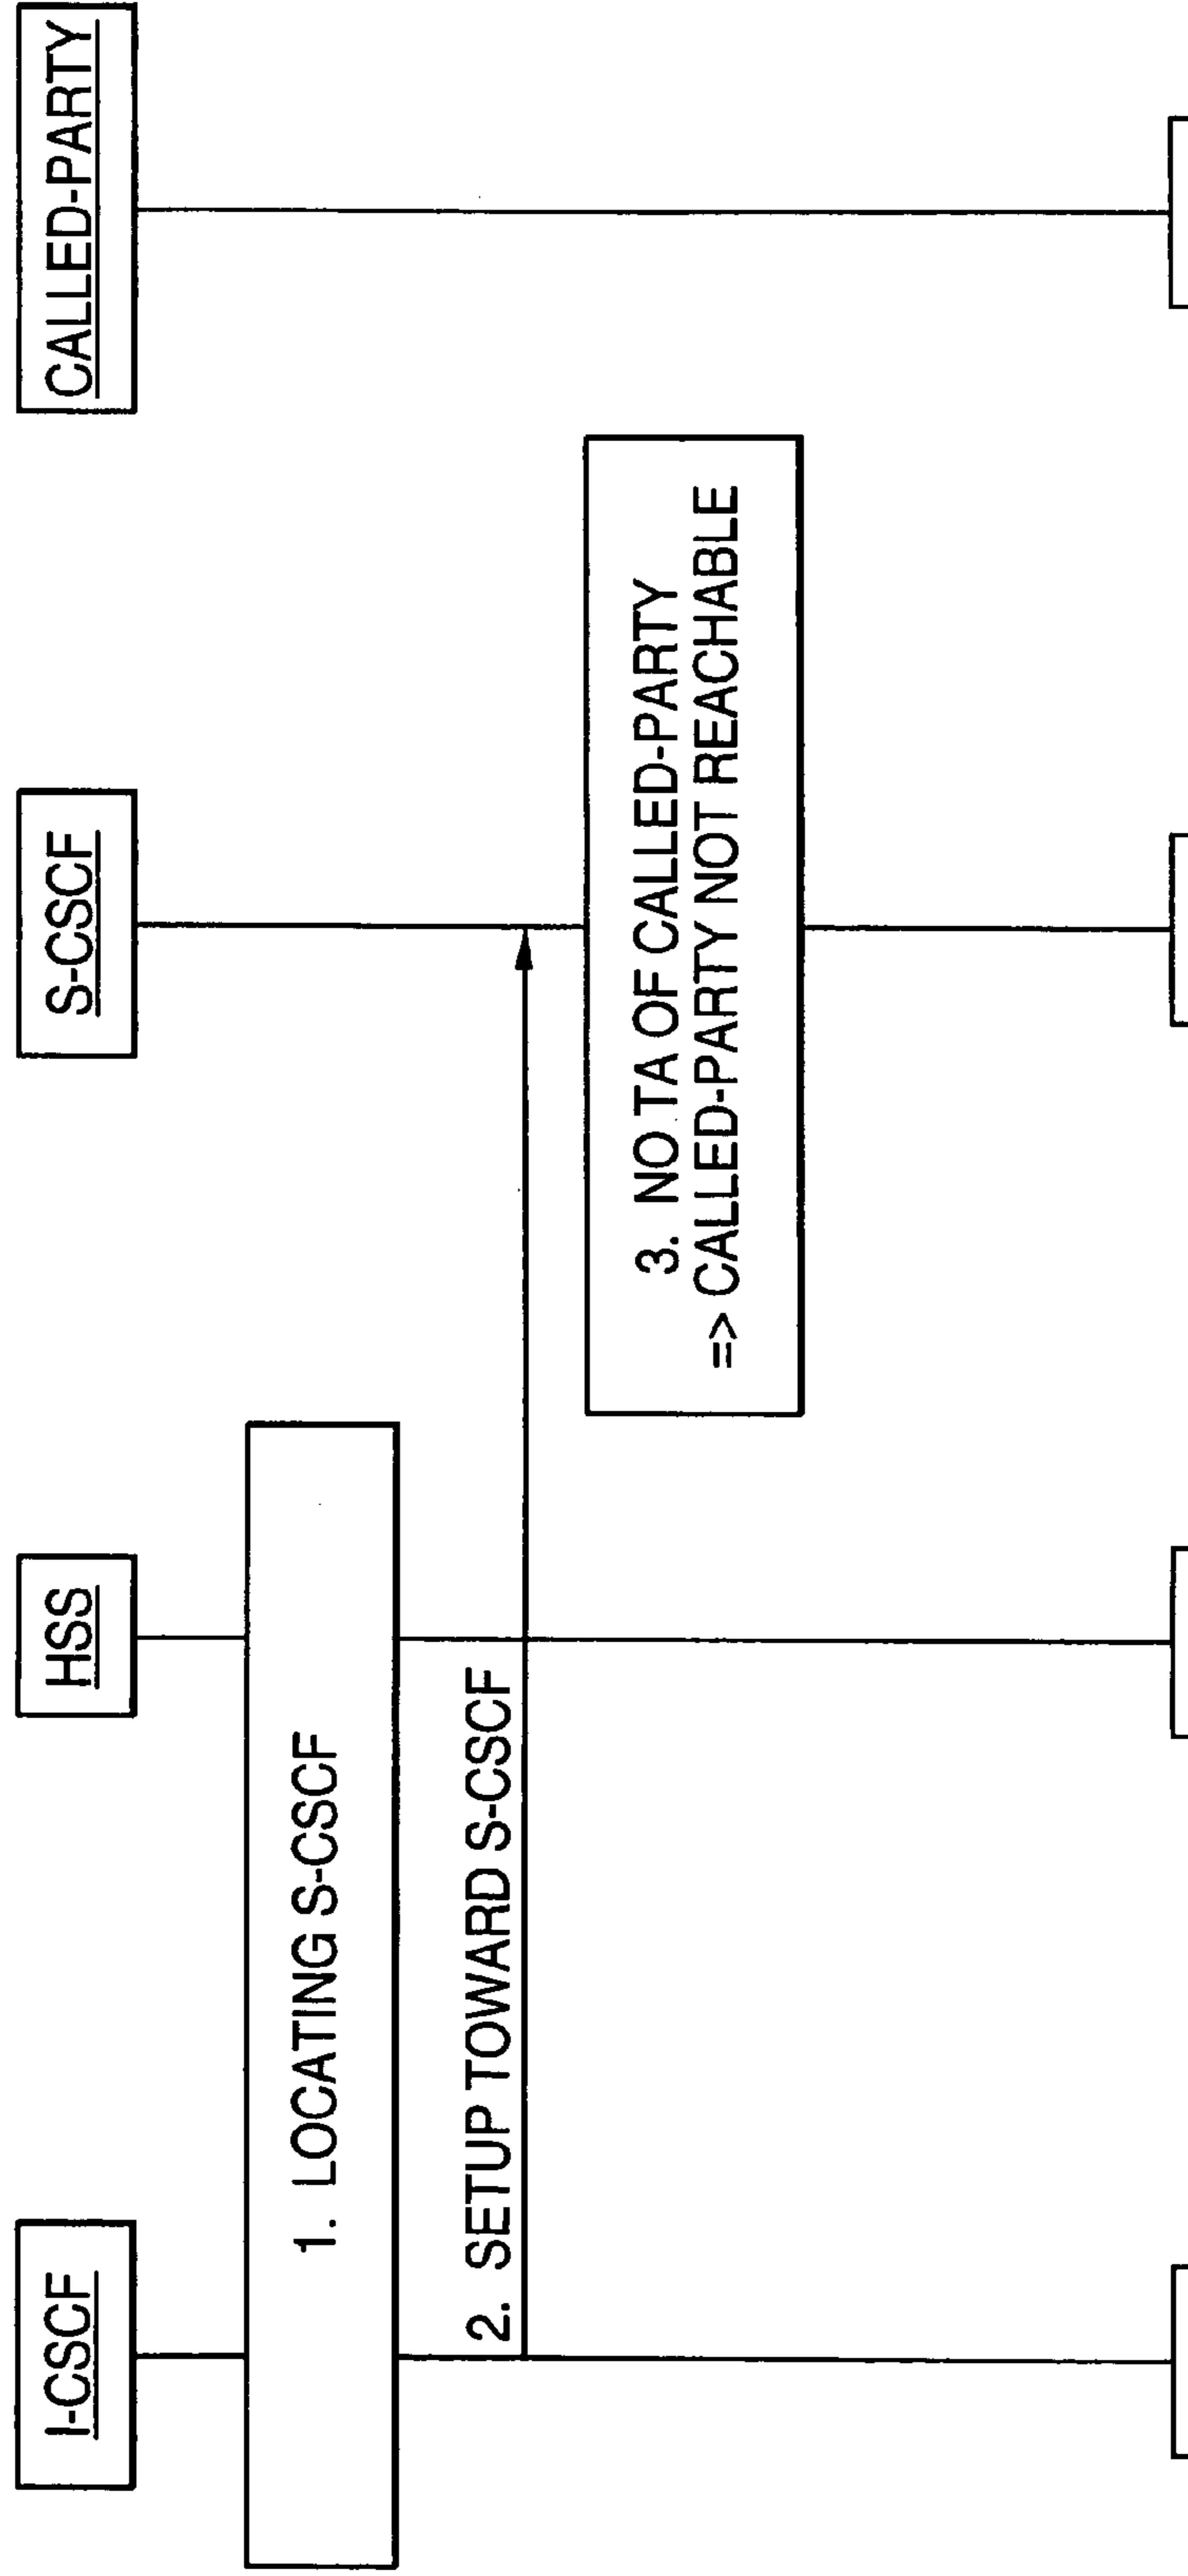 I-CSCF
HSS
S-CSCF
CALLED-PARTY
1. LOCATING S-CSCF
2. SETUP TOWARD S-CSCF
3. NO TA OF CALLED-PARTY
=> CALLED-PARTY NOT REACHABLE